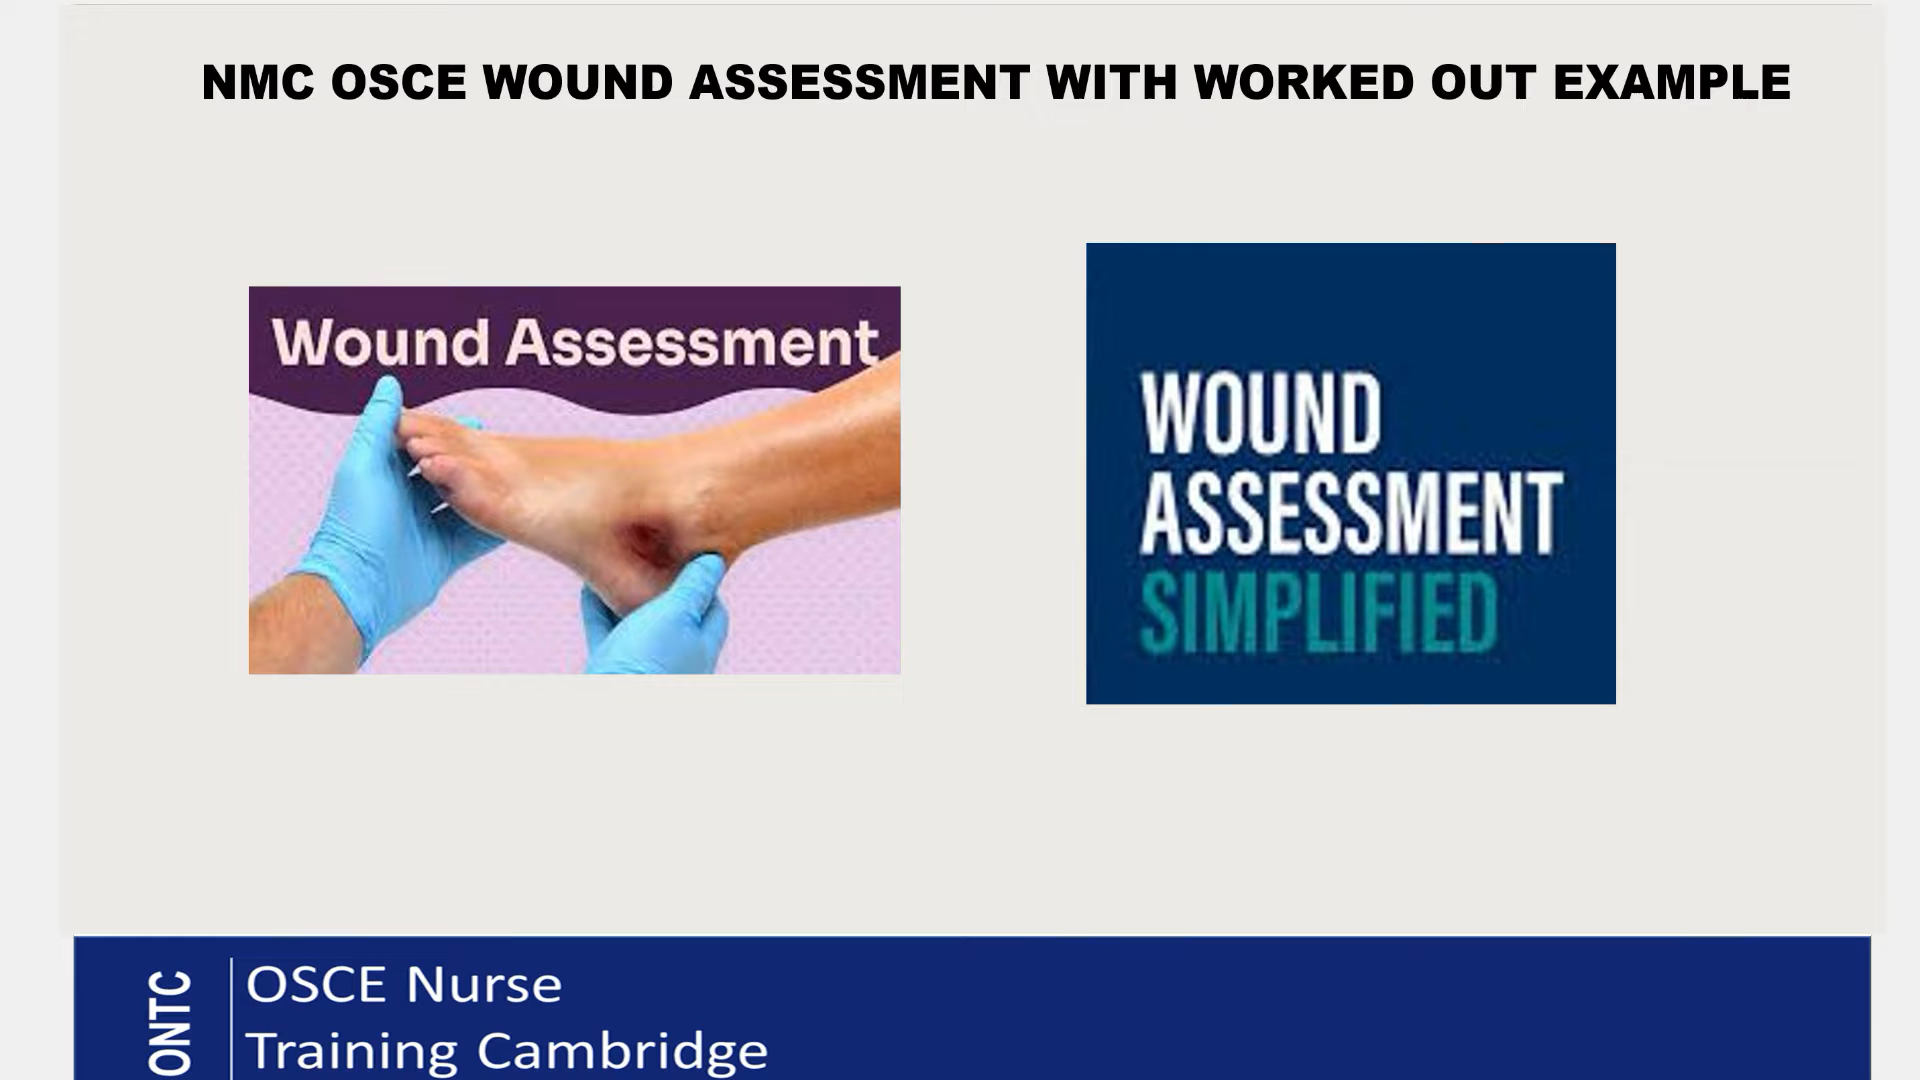 NMC OSCE WOUND ASSESSMENT WITH WORKED OUT EXAMPLE
Wound Assessment
WOUND
ASSESSMENT
SIMPLIFIED
ONTC
OSCE Nurse
Training Cambridge